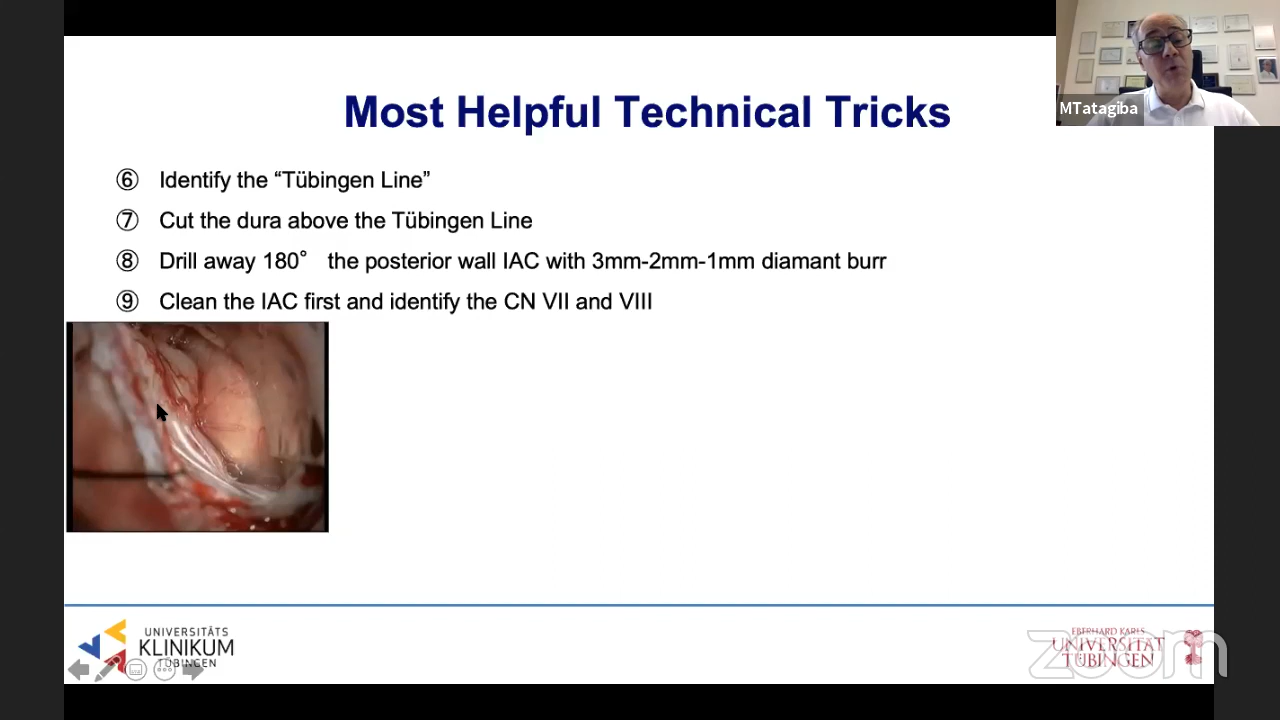 Most Helpful Technical Tricks
MTatagiba
⑥ Identify the “Tübingen Line”
⑦ Cut the dura above the Tübingen Line
⑧ Drill away 180° the posterior wall IAC with 3mm-2mm-1mm diamant burr
⑨ Clean the IAC first and identify the CN VII and VIII
UNIVERSITÄTS
KLINIKUM
TÜBINGEN
EBERHARD KARLS
UNIVERSITÄT
TÜBINGEN
zoom